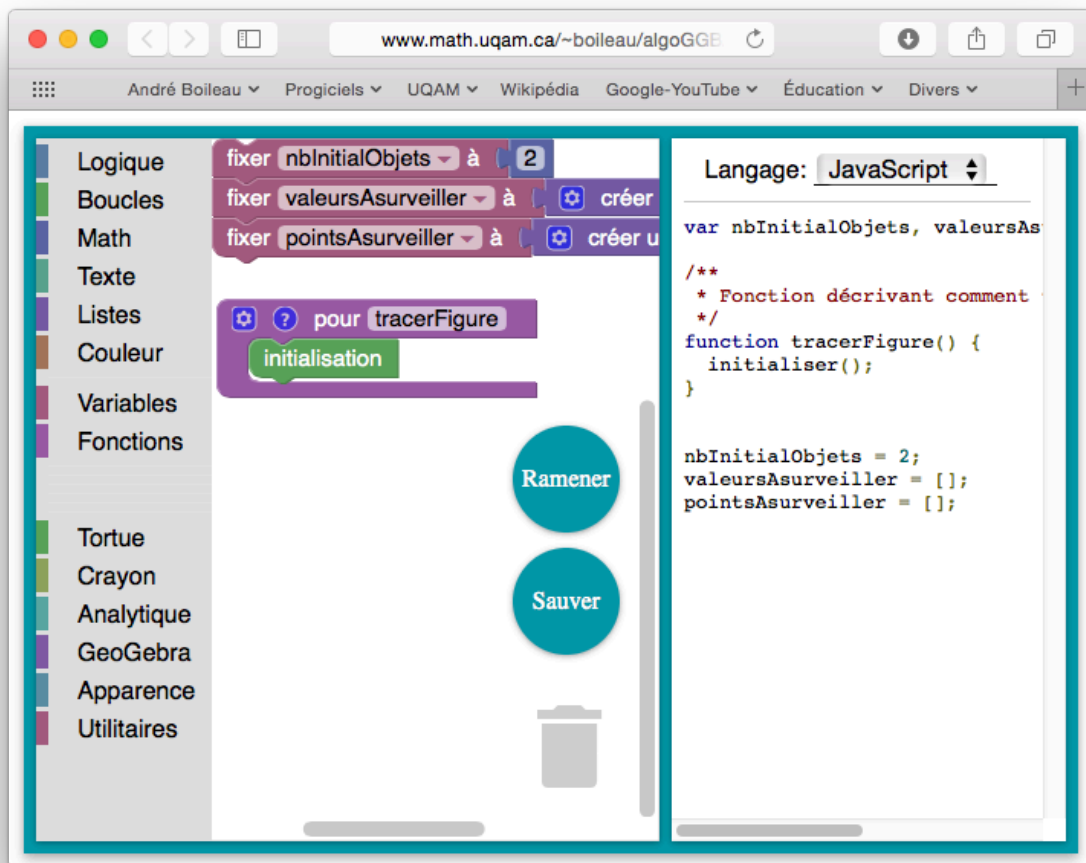 www.math.uqam.ca/~boileau/algoGGB
André Boileau Progiciels UQAM Wikipédia Google-YouTube Éducation Divers
Logique
Boucles
Math
Texte
Listes
Couleur
Variables
Fonctions
Tortue
Crayon
Analytique
GeoGebra
Apparence
Utilitaires
fixer nbInitialObjets à 2
fixer valeursAsurveiller à créer
fixer pointsAsurveiller à créer u
? pour tracerFigure
initialisation
Ramener
Sauver
Langage: JavaScript
var nbInitialObjets, valeursAs
/**
* Fonction décrivant comment
*/
function tracerFigure() {
initialiser();
}
nbInitialObjets = 2;
valeursAsurveiller = [];
pointsAsurveiller = [];